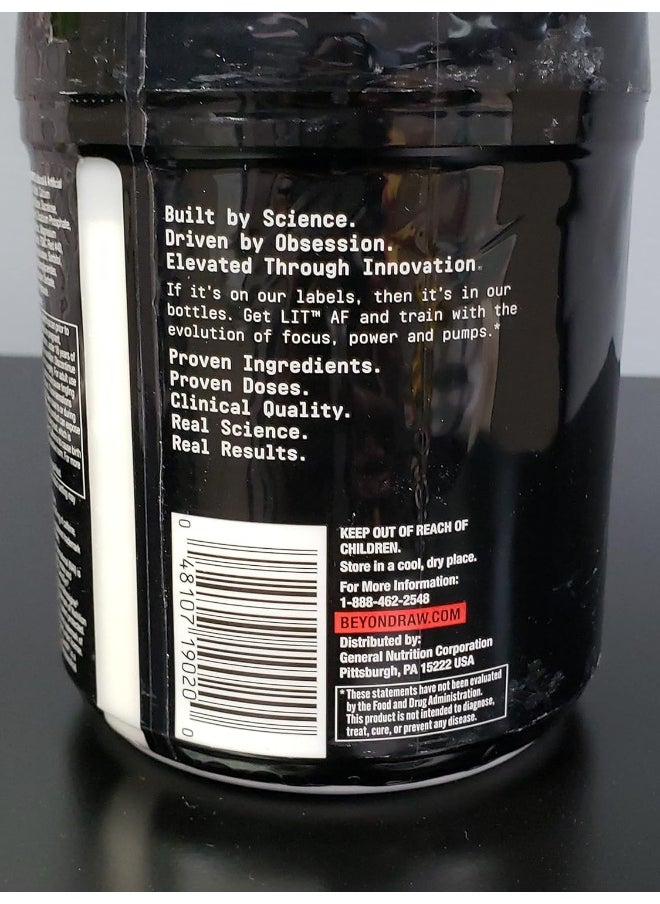 Built by Science.
Driven by Obsession.
Elevated Through Innovation.
If it's on our labels, then it's in our
bottles. Get LIT™ AF and train with the
evolution of focus, power and pumps.*
Proven Ingredients.
Proven Doses.
Clinical Quality.
Real Science.
Real Results.
0 48107 19020 0
KEEP OUT OF REACH OF
CHILDREN.
Store in a cool, dry place.
For More Information:
1-888-462-2548
BEYONDRAW.COM
Distributed by:
General Nutrition Corporation
Pittsburgh, PA 15222 USA
*These statements have not been evaluated
by the Food and Drug Administration.
This product is not intended to diagnose,
treat, cure, or prevent any disease.